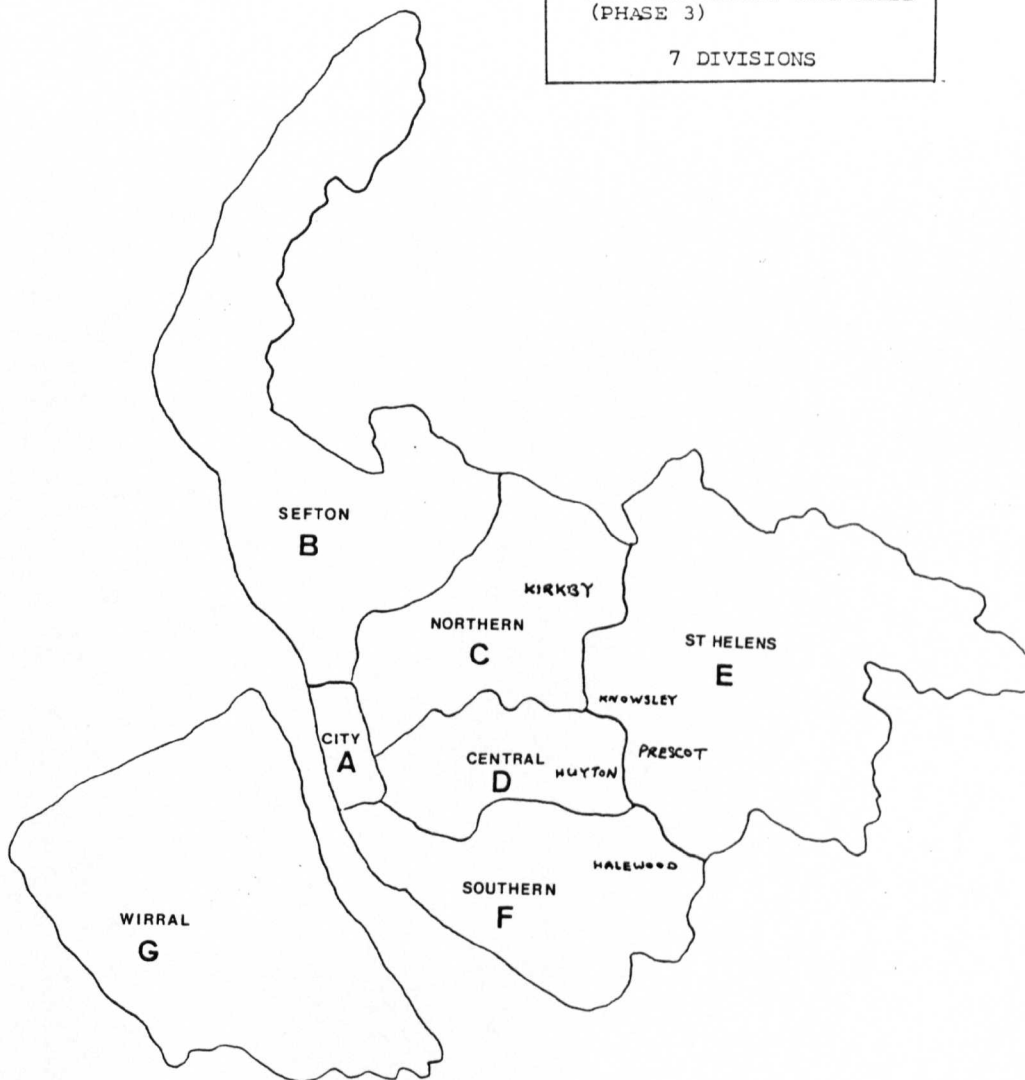 (PHASE 3)
7 DIVISIONS
SEFTON
B
KIRKBY
NORTHERN
C
ST HELENS
E
KNOWSLEY
CITY
A
CENTRAL
D
HUYTON
PRESCOT
HALEWOOD
SOUTHERN
F
WIRRAL
G